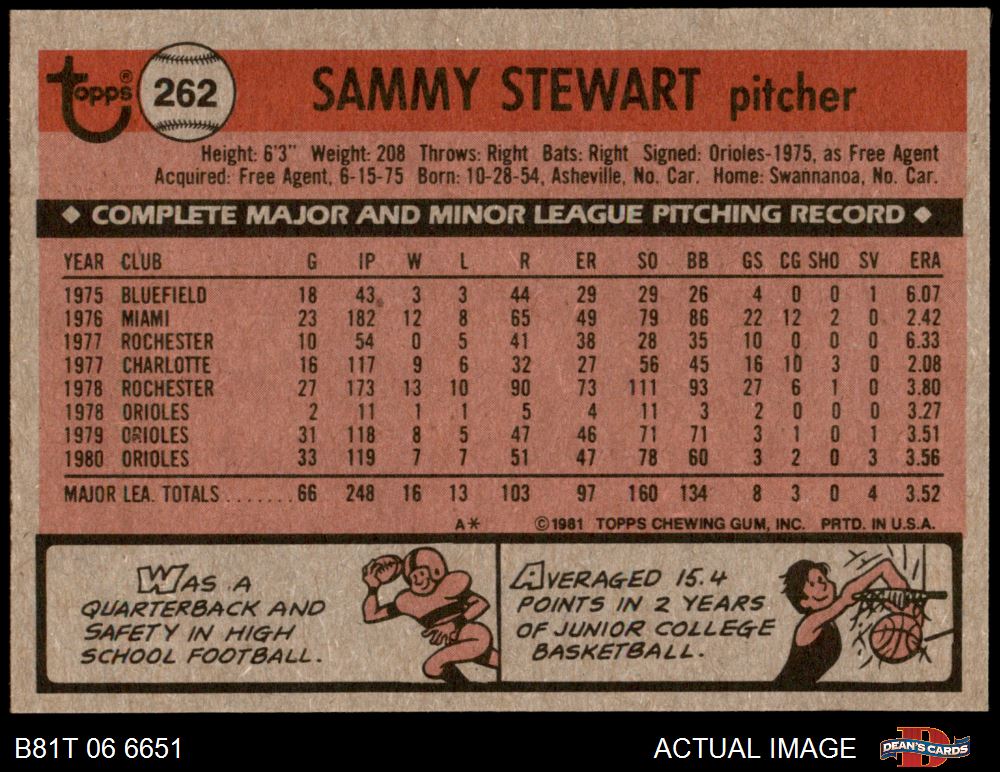 topps®
262
SAMMY STEWART pitcher
Height: 6'3" Weight: 208 Throws: Right Bats: Right Signed: Orioles-1975, as Free Agent
Acquired: Free Agent, 6-15-75 Born: 10-28-54, Asheville, No. Car. Home: Swannanoa, No. Car.
◆ COMPLETE MAJOR AND MINOR LEAGUE PITCHING RECORD ◆
YEAR CLUB G IP W L R ER SO BB GS CG SHO SV ERA
1975 BLUEFIELD 18 43 3 3 44 29 29 26 4 0 0 1 6.07
1976 MIAMI 23 182 12 8 65 49 79 86 22 12 2 0 2.42
1977 ROCHESTER 10 54 0 5 41 38 28 35 10 0 0 0 6.33
1977 CHARLOTTE 16 117 9 6 32 27 56 45 16 10 3 0 2.08
1978 ROCHESTER 27 173 13 10 90 73 111 93 27 6 1 0 3.80
1978 ORIOLES 2 11 1 1 5 4 11 3 2 0 0 0 3.27
1979 ORIOLES 31 118 8 5 47 46 71 71 3 1 0 1 3.51
1980 ORIOLES 33 119 7 7 51 47 78 60 3 2 0 3 3.56
MAJOR LEA. TOTALS........66 248 16 13 103 97 160 134 8 3 0 4 3.52
A* ©1981 TOPPS CHEWING GUM, INC. PRTD. IN U.S.A.
WAS A
QUARTERBACK AND
SAFETY IN HIGH
SCHOOL FOOTBALL.
AVERAGED 15.4
POINTS IN 2 YEARS
OF JUNIOR COLLEGE
BASKETBALL.
B81T 06 6651
ACTUAL IMAGE
D
DEAN'S CARDS